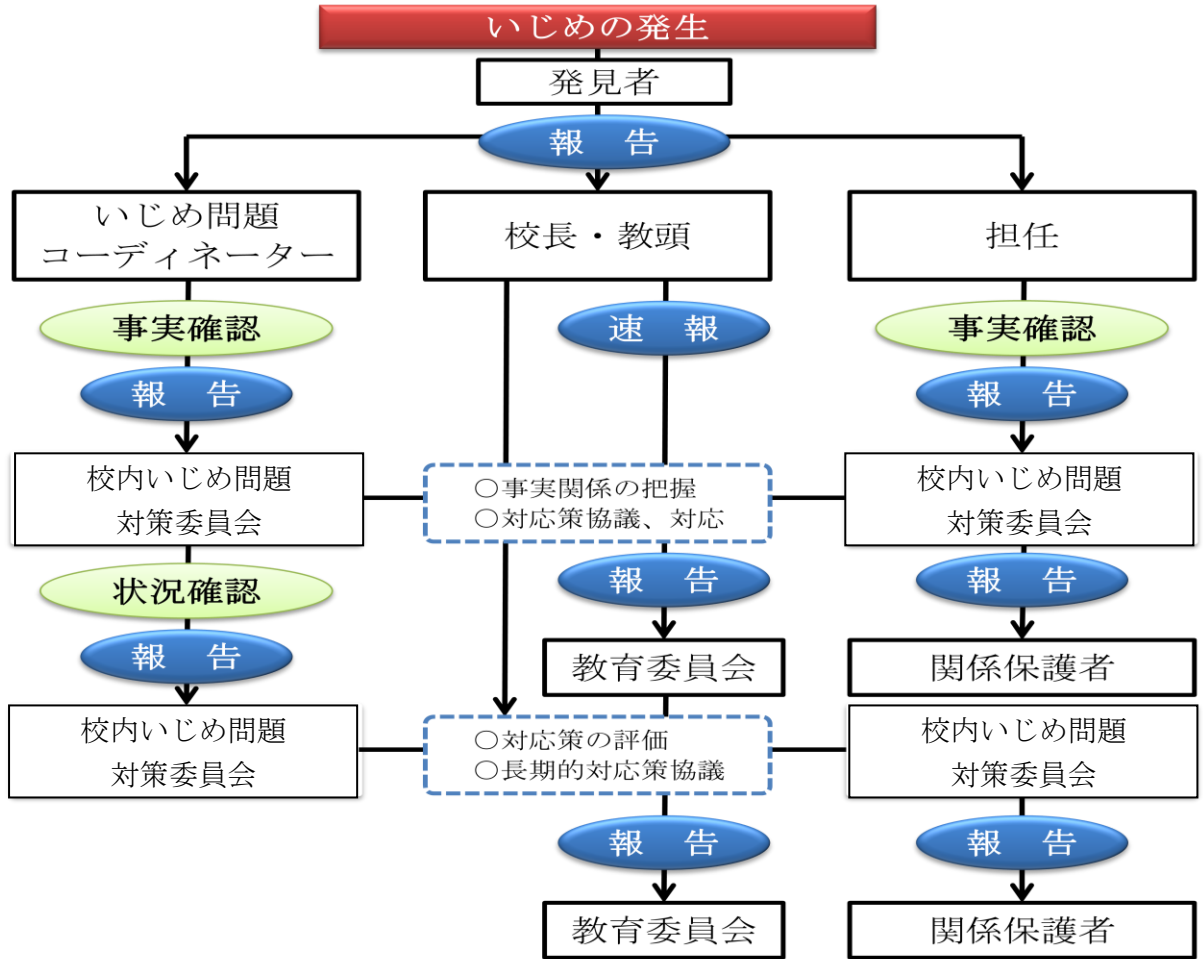 いじめの発生
発見者
報　告
いじめ問題
コーディネーター
校長・教頭
担任
事実確認
速　報
事実確認
報　告
報　告
校内いじめ問題
対策委員会
○事実関係の把握
○対応策協議、対応
校内いじめ問題
対策委員会
状況確認
報　告
報　告
報　告
教育委員会
関係保護者
校内いじめ問題
対策委員会
○対応策の評価
○長期的対応策協議
校内いじめ問題
対策委員会
報　告
報　告
教育委員会
関係保護者